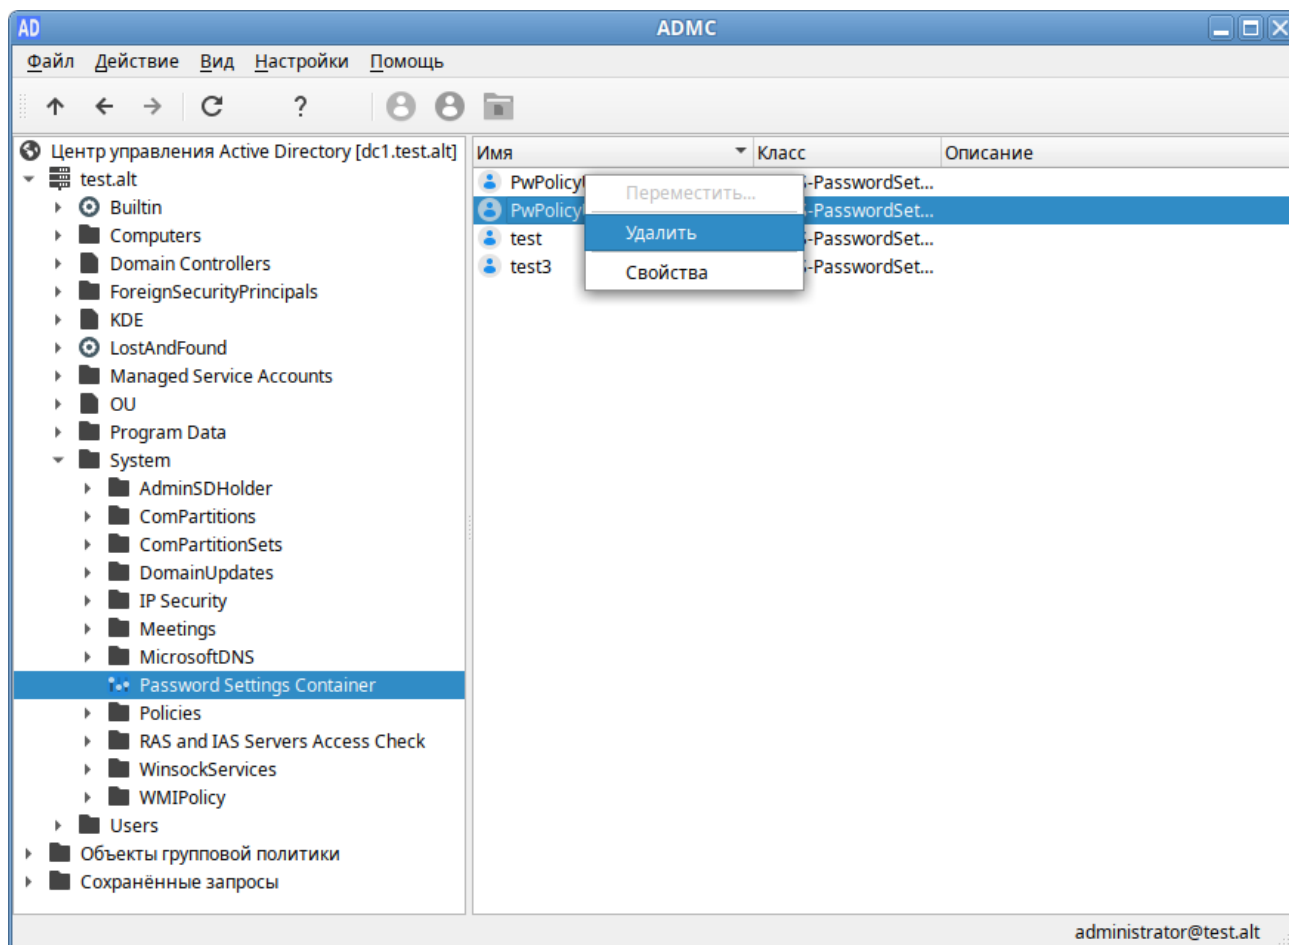 AD ADMC
Файл Действие Вид Настройки Помощь
?
Центр управления Active Directory [dc1.test.alt]
test.alt
Builtin
Computers
Domain Controllers
ForeignSecurityPrincipals
KDE
LostAndFound
Managed Service Accounts
OU
Program Data
System
AdminSDHolder
ComPartitions
ComPartitionSets
DomainUpdates
IP Security
Meetings
MicrosoftDNS
Password Settings Container
Policies
RAS and IAS Servers Access Check
WinsockServices
WMIPolicy
Users
Объекты групповой политики
Сохранённые запросы
Имя Класс Описание
PwPolicy -PasswordSet...
PwPolicy -PasswordSet...
test -PasswordSet...
test3 -PasswordSet...
Переместить...
Удалить
Свойства
administrator@test.alt